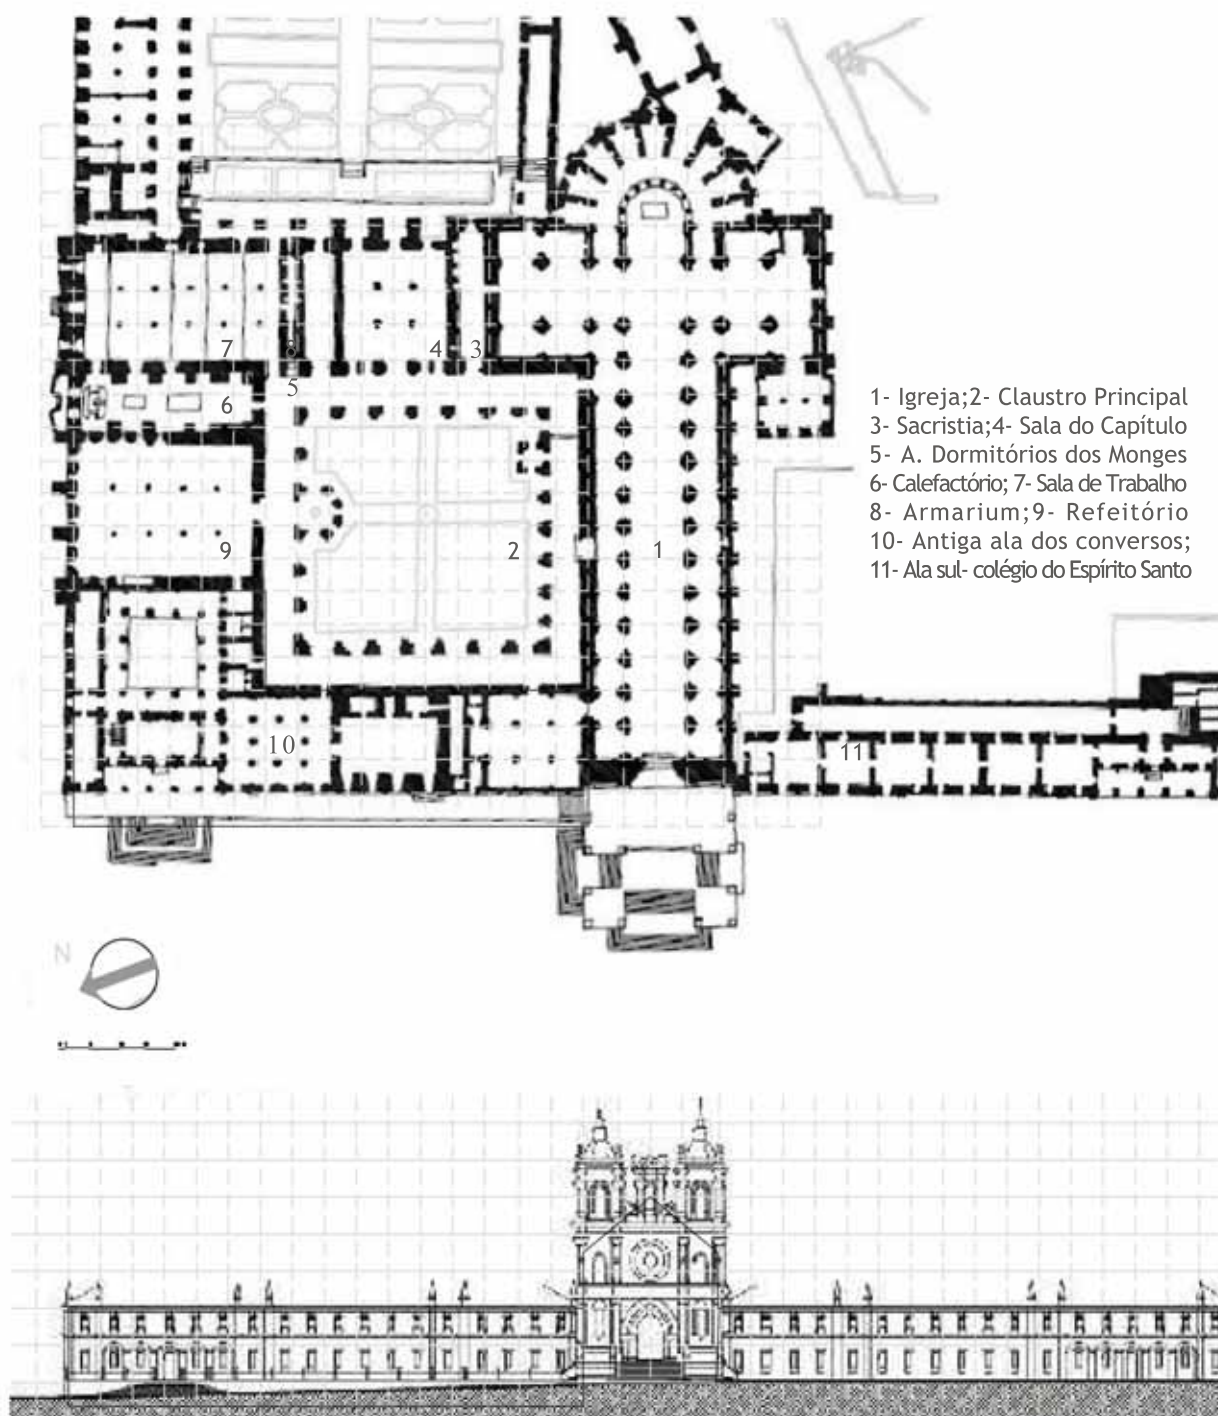 7
8
4
3
5
6
9
2
1
10
11
1- Igreja;2- Claustro Principal
3- Sacristia;4- Sala do Capítulo
5- A. Dormitórios dos Monges
6- Calefactório; 7- Sala de Trabalho
8- Armarium;9- Refeitório
10- Antiga ala dos conversos;
11- Ala sul- colégio do Espírito Santo
N